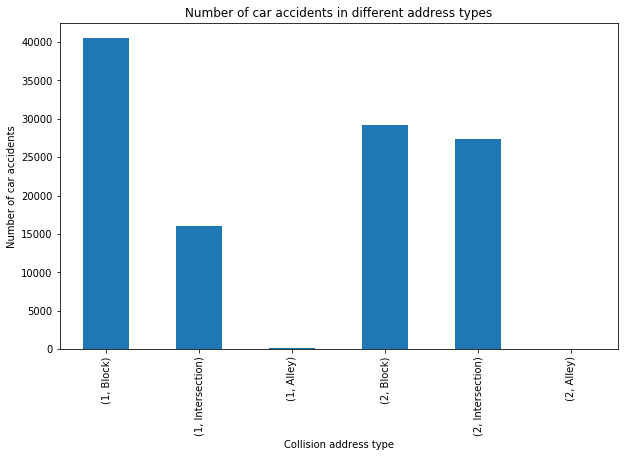 Number of car accidents in different address types
Number of car accidents
40000
35000
30000
25000
20000
15000
10000
5000
0
(1, Block)
(1, Intersection)
(1, Alley)
(2, Block)
(2, Intersection)
(2, Alley)
Collision address type